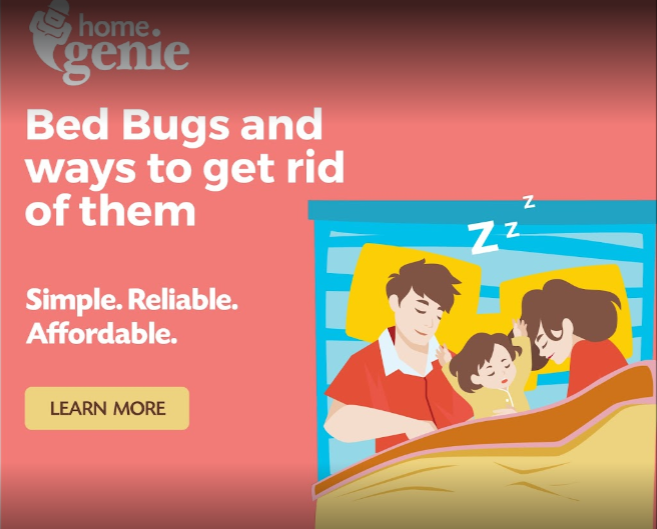 home.
genie
Bed Bugs and
ways to get rid
of them
z
z
Z
Simple. Reliable.
Affordable.
LEARN MORE